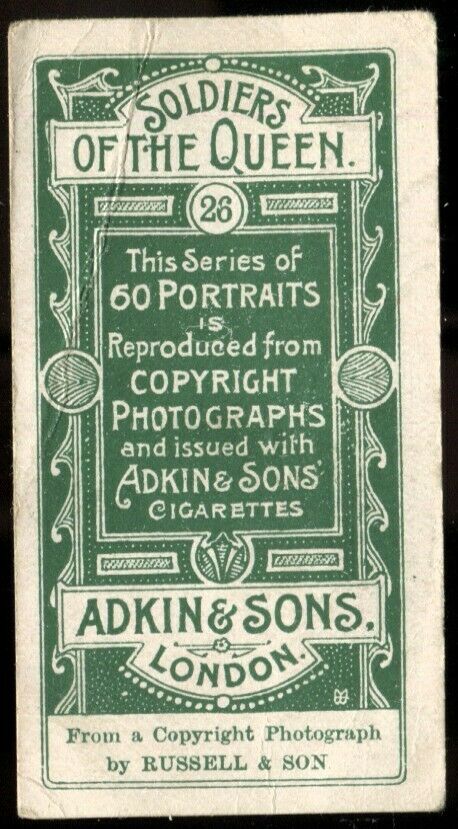 SOLDIERS
OF THE QUEEN.
26
This Series of
60 PORTRAITS
is
Reproduced from
COPYRIGHT
PHOTOGRAPHS
and issued with
ADKIN & SONS'
CIGARETTES
ADKIN & SONS,
LONDON.
From a Copyright Photograph
by RUSSELL & SON